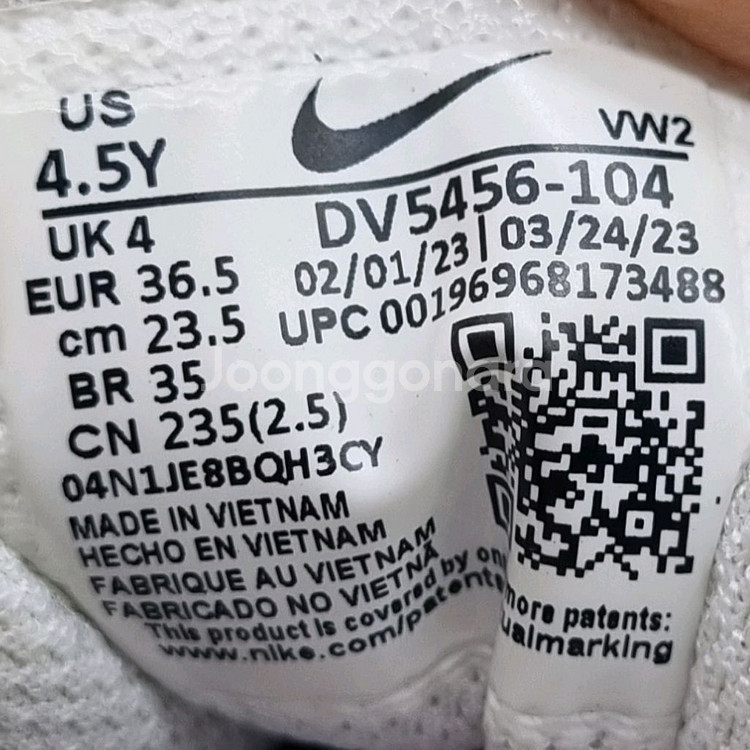 US
4.5Y
VW2
UK 4
DV5456-104
EUR 36.5
02/01/23 | 03/24/23
cm 23.5
UPC 00196968173488
BR 35
Joonggonara
CN 235(2.5)
04N1JE8BQH3CY
MADE IN VIETNAM
HECHO EN VIETNAM
FABRIQUE AU VIETNAM
FABRICADO NO VIETNÃ
This product is covered by on
more patents:
www.nike.com/patents
ualmarking